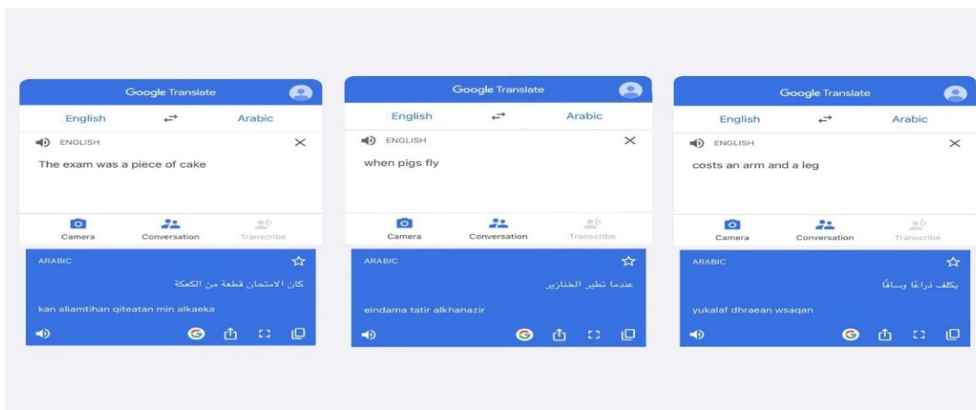 Google Translate
English
Arabic
ENGLISH
The exam was a piece of cake
Camera
Conversation
Transcribe
ARABIC
كان الامتحان قطعة من الكعكة
kan aliamtihan qiteatan min alkaeka
Google Translate
English
Arabic
ENGLISH
when pigs fly
Camera
Conversation
Transcribe
ARABIC
عندما تطير الخنازير
eindama tatir alkhanazir
Google Translate
English
Arabic
ENGLISH
costs an arm and a leg
Camera
Conversation
Transcribe
ARABIC
يكلف ذراعًا وساقًا
yukalaf dhraean wsaqan